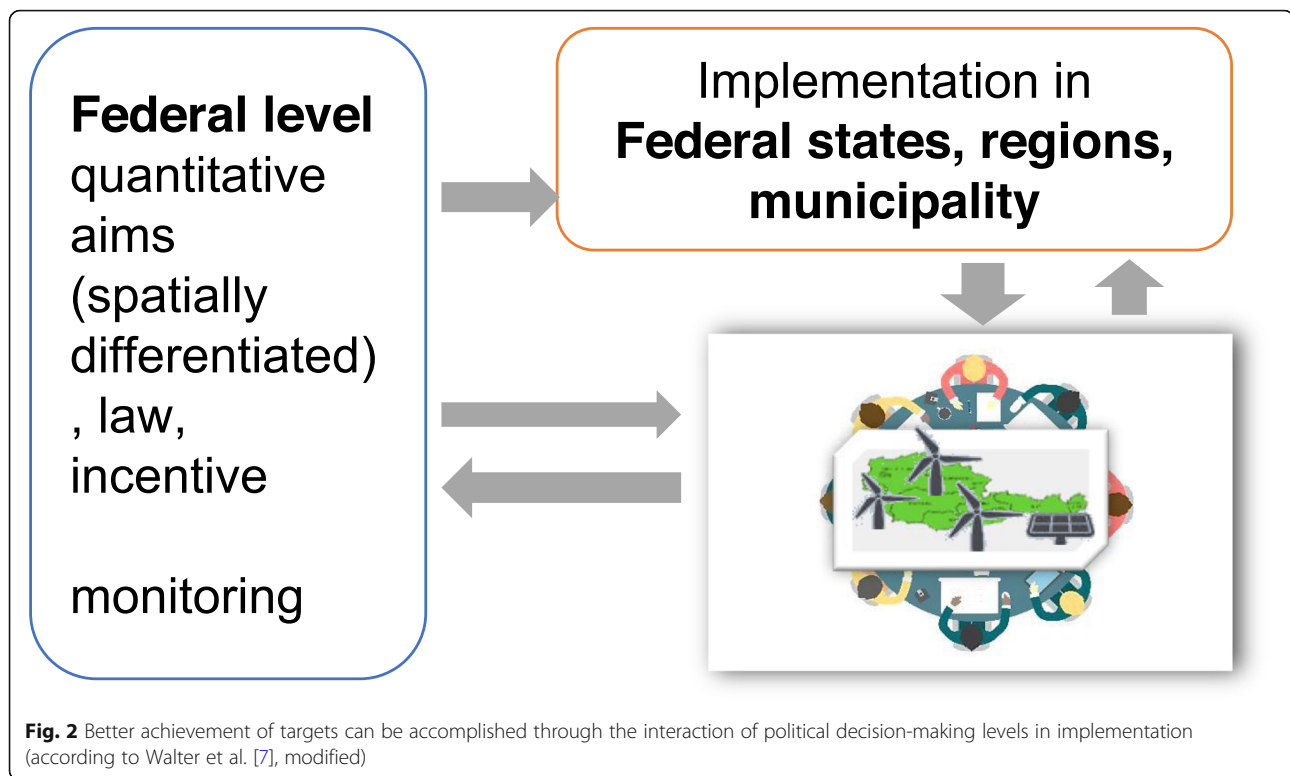 Federal level
quantitative
aims
(spatially
differentiated)
, law,
incentive
monitoring
Implementation in
Federal states, regions,
municipality
Fig. 2 Better achievement of targets can be accomplished through the interaction of political decision-making levels in implementation
(according to Walter et al. [7], modified)